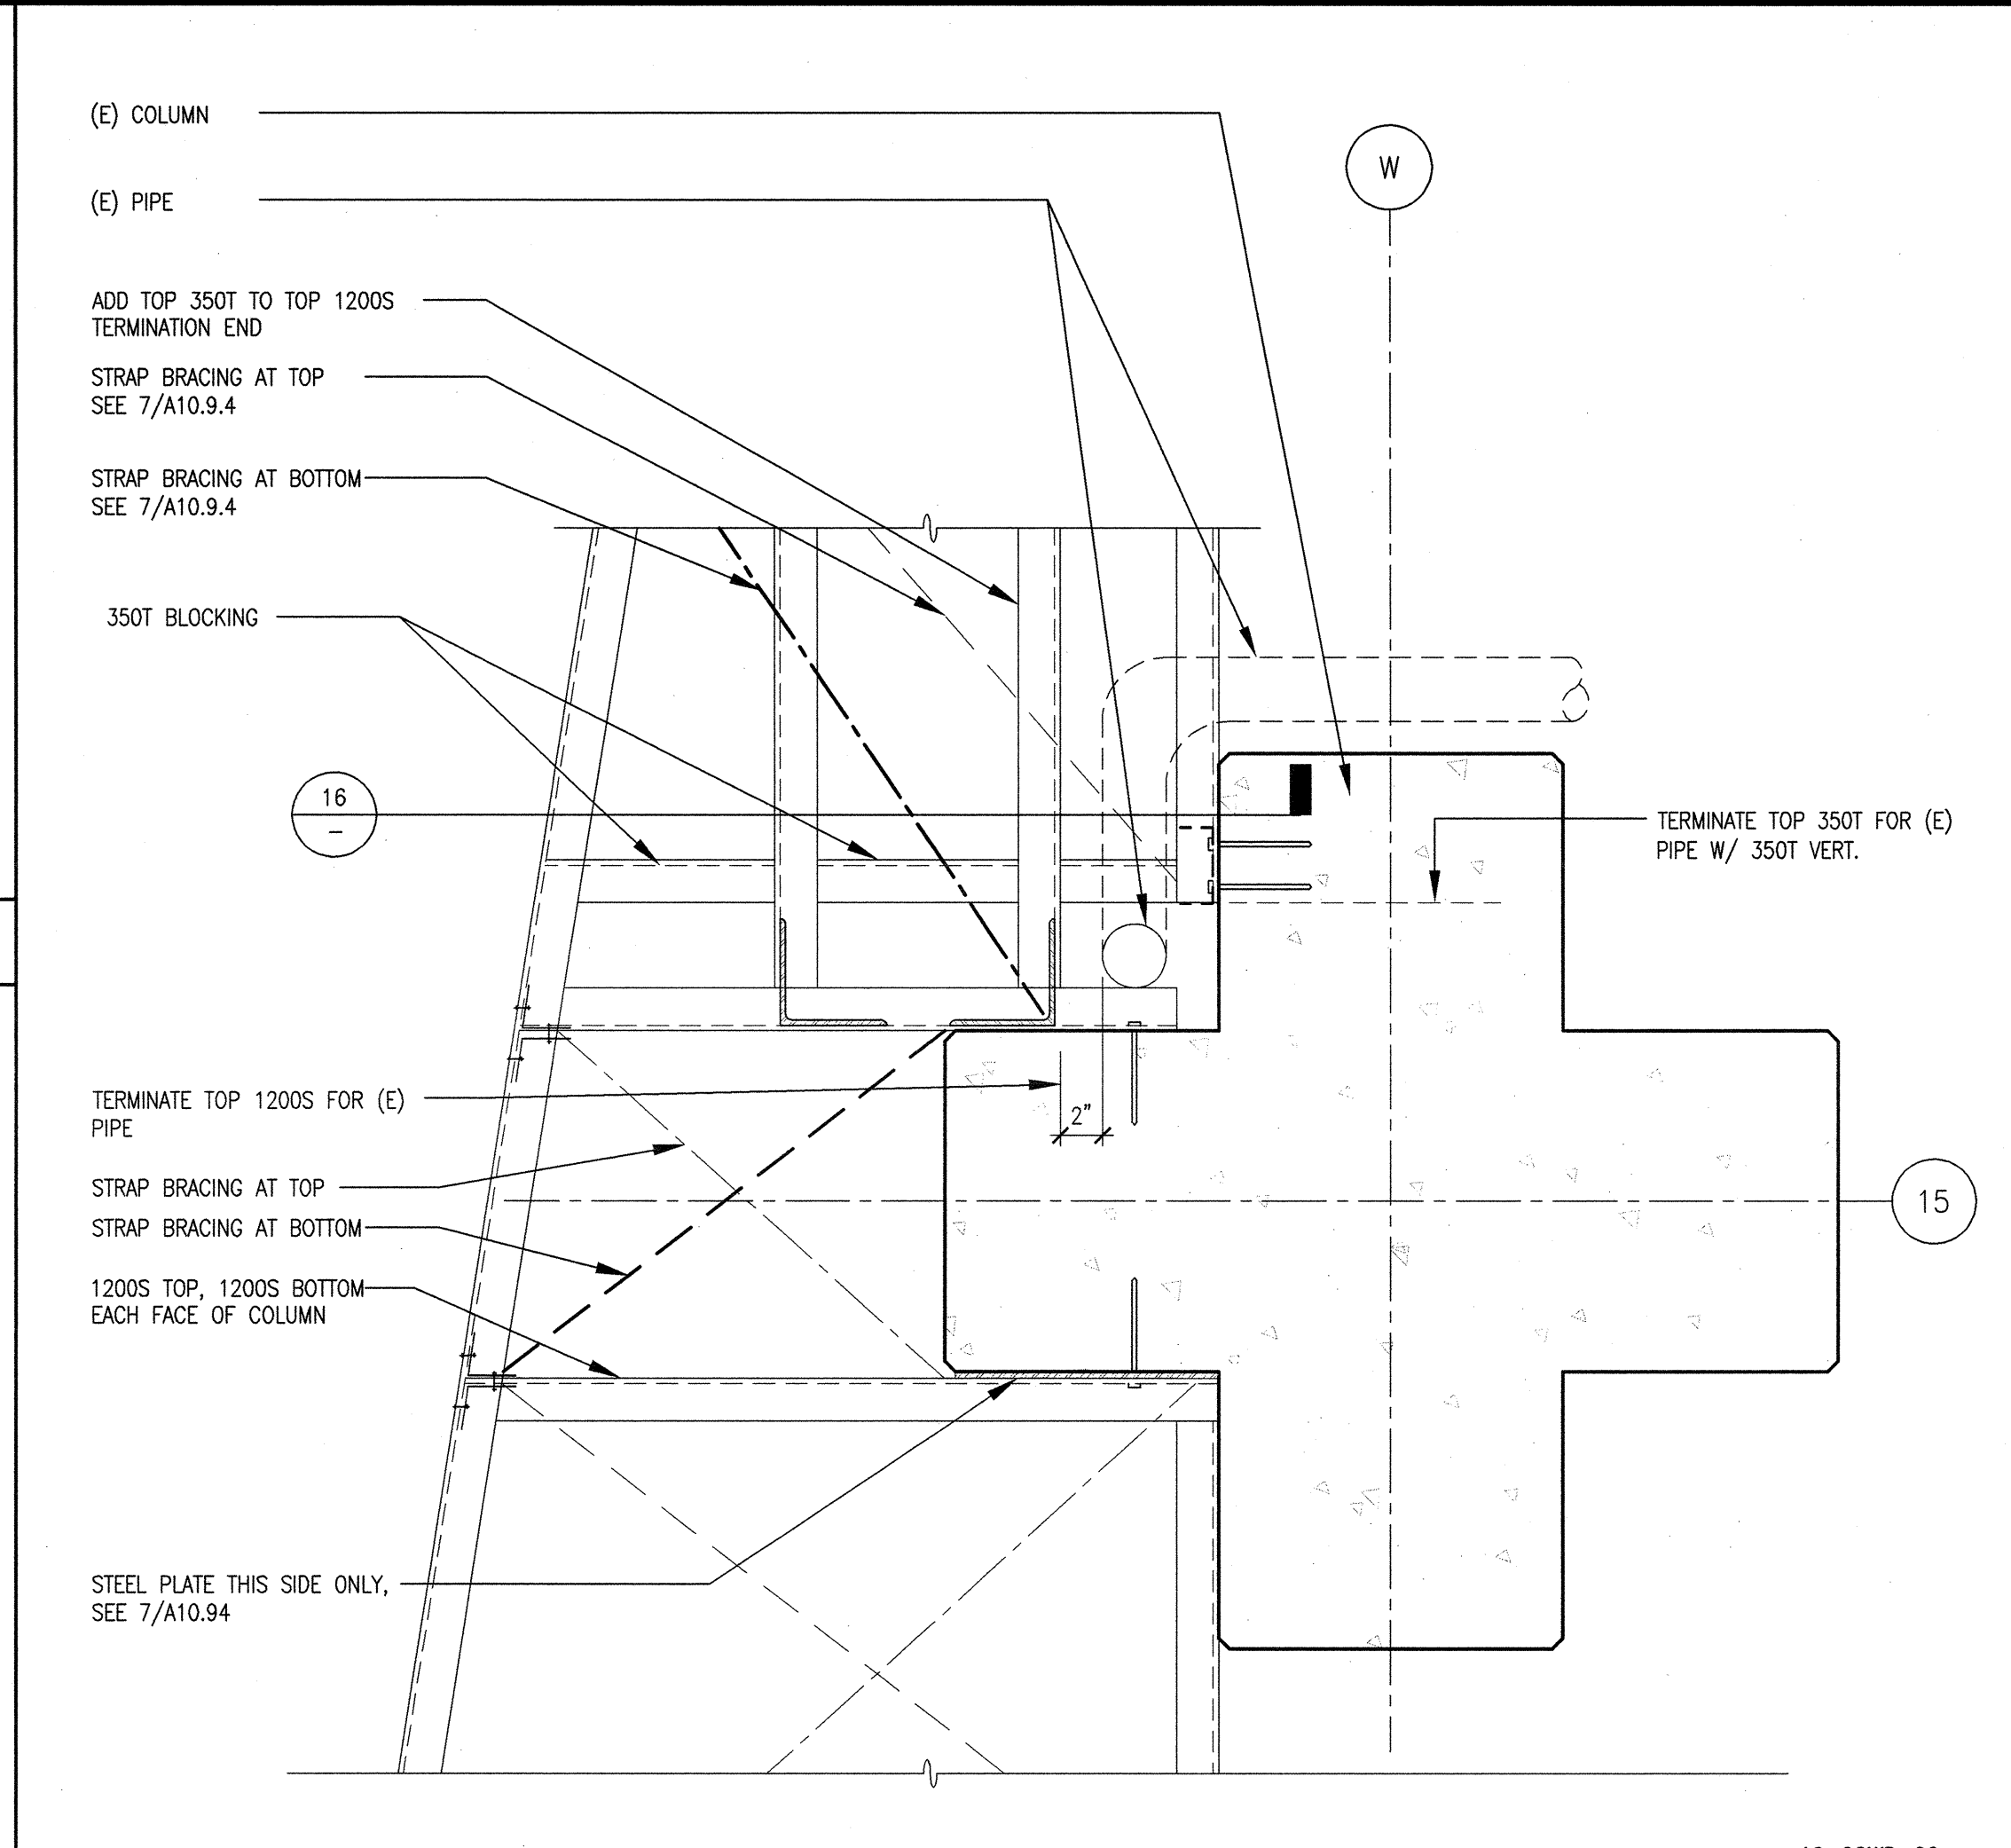 (E) COLUMN
W
(E) PIPE
ADD TOP 350T TO TOP 1200S
TERMINATION END
STRAP BRACING AT TOP
SEE 7/A10.9.4
STRAP BRACING AT BOTTOM
SEE 7/A10.9.4
350T BLOCKING
16
–
TERMINATE TOP 350T FOR (E)
PIPE W/ 350T VERT.
TERMINATE TOP 1200S FOR (E)
PIPE
2"
STRAP BRACING AT TOP
15
STRAP BRACING AT BOTTOM
1200S TOP, 1200S BOTTOM
EACH FACE OF COLUMN
STEEL PLATE THIS SIDE ONLY,
SEE 7/A10.94